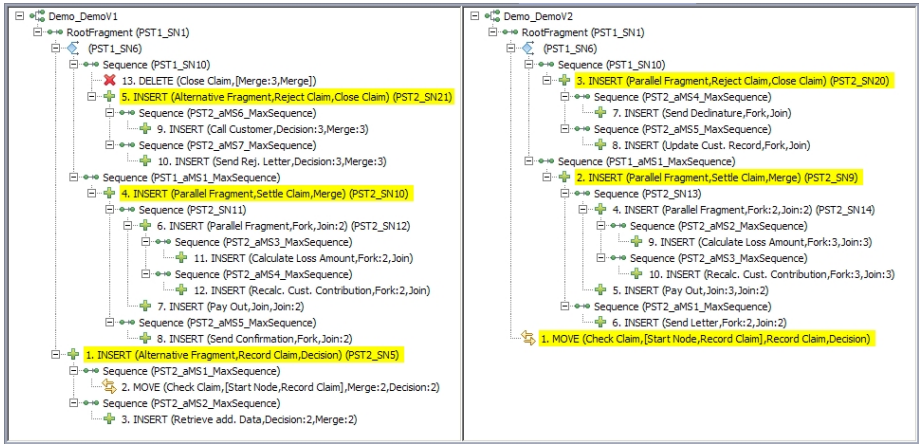 Demo_DemoV1
RootFragment (PST1_SN1)
(PST1_SN6)
Sequence (PST1_SN10)
13. DELETE (Close Claim,[Merge:3,Merge])
5. INSERT (Alternative Fragment,Reject Claim,Close Claim) (PST2_SN21)
Sequence (PST2_aMS6_MaxSequence)
9. INSERT (Call Customer,Decision:3,Merge:3)
Sequence (PST2_aMS7_MaxSequence)
10. INSERT (Send Rej. Letter,Decision:3,Merge:3)
Sequence (PST1_aMS1_MaxSequence)
4. INSERT (Parallel Fragment,Settle Claim,Merge) (PST2_SN10)
Sequence (PST2_SN11)
6. INSERT (Parallel Fragment,Fork,Join:2) (PST2_SN12)
Sequence (PST2_aMS3_MaxSequence)
11. INSERT (Calculate Loss Amount,Fork:2,Join)
Sequence (PST2_aMS4_MaxSequence)
12. INSERT (Recalc. Cust. Contribution,Fork:2,Join)
7. INSERT (Pay Out,Join,Join:2)
Sequence (PST2_aMS5_MaxSequence)
8. INSERT (Send Confirmation,Fork,Join:2)
1. INSERT (Alternative Fragment,Record Claim,Decision) (PST2_SN5)
Sequence (PST2_aMS1_MaxSequence)
2. MOVE (Check Claim,[Start Node,Record Claim],Merge:2,Decision:2)
Sequence (PST2_aMS2_MaxSequence)
3. INSERT (Retrieve add. Data,Decision:2,Merge:2)
Demo_DemoV2
RootFragment (PST1_SN1)
(PST1_SN6)
Sequence (PST1_SN10)
3. INSERT (Parallel Fragment,Reject Claim,Close Claim) (PST2_SN20)
Sequence (PST2_aMS4_MaxSequence)
7. INSERT (Send Declinature,Fork,Join)
Sequence (PST2_aMS5_MaxSequence)
8. INSERT (Update Cust. Record,Fork,Join)
Sequence (PST1_aMS1_MaxSequence)
2. INSERT (Parallel Fragment,Settle Claim,Merge) (PST2_SN9)
Sequence (PST2_SN13)
4. INSERT (Parallel Fragment,Fork:2,Join:2) (PST2_SN14)
Sequence (PST2_aMS2_MaxSequence)
9. INSERT (Calculate Loss Amount,Fork:3,Join:3)
Sequence (PST2_aMS3_MaxSequence)
10. INSERT (Recalc. Cust. Contribution,Fork:3,Join:3)
5. INSERT (Pay Out,Join:3,Join:2)
Sequence (PST2_aMS1_MaxSequence)
6. INSERT (Send Letter,Fork:2,Join:2)
1. MOVE (Check Claim,[Start Node,Record Claim],Record Claim,Decision)